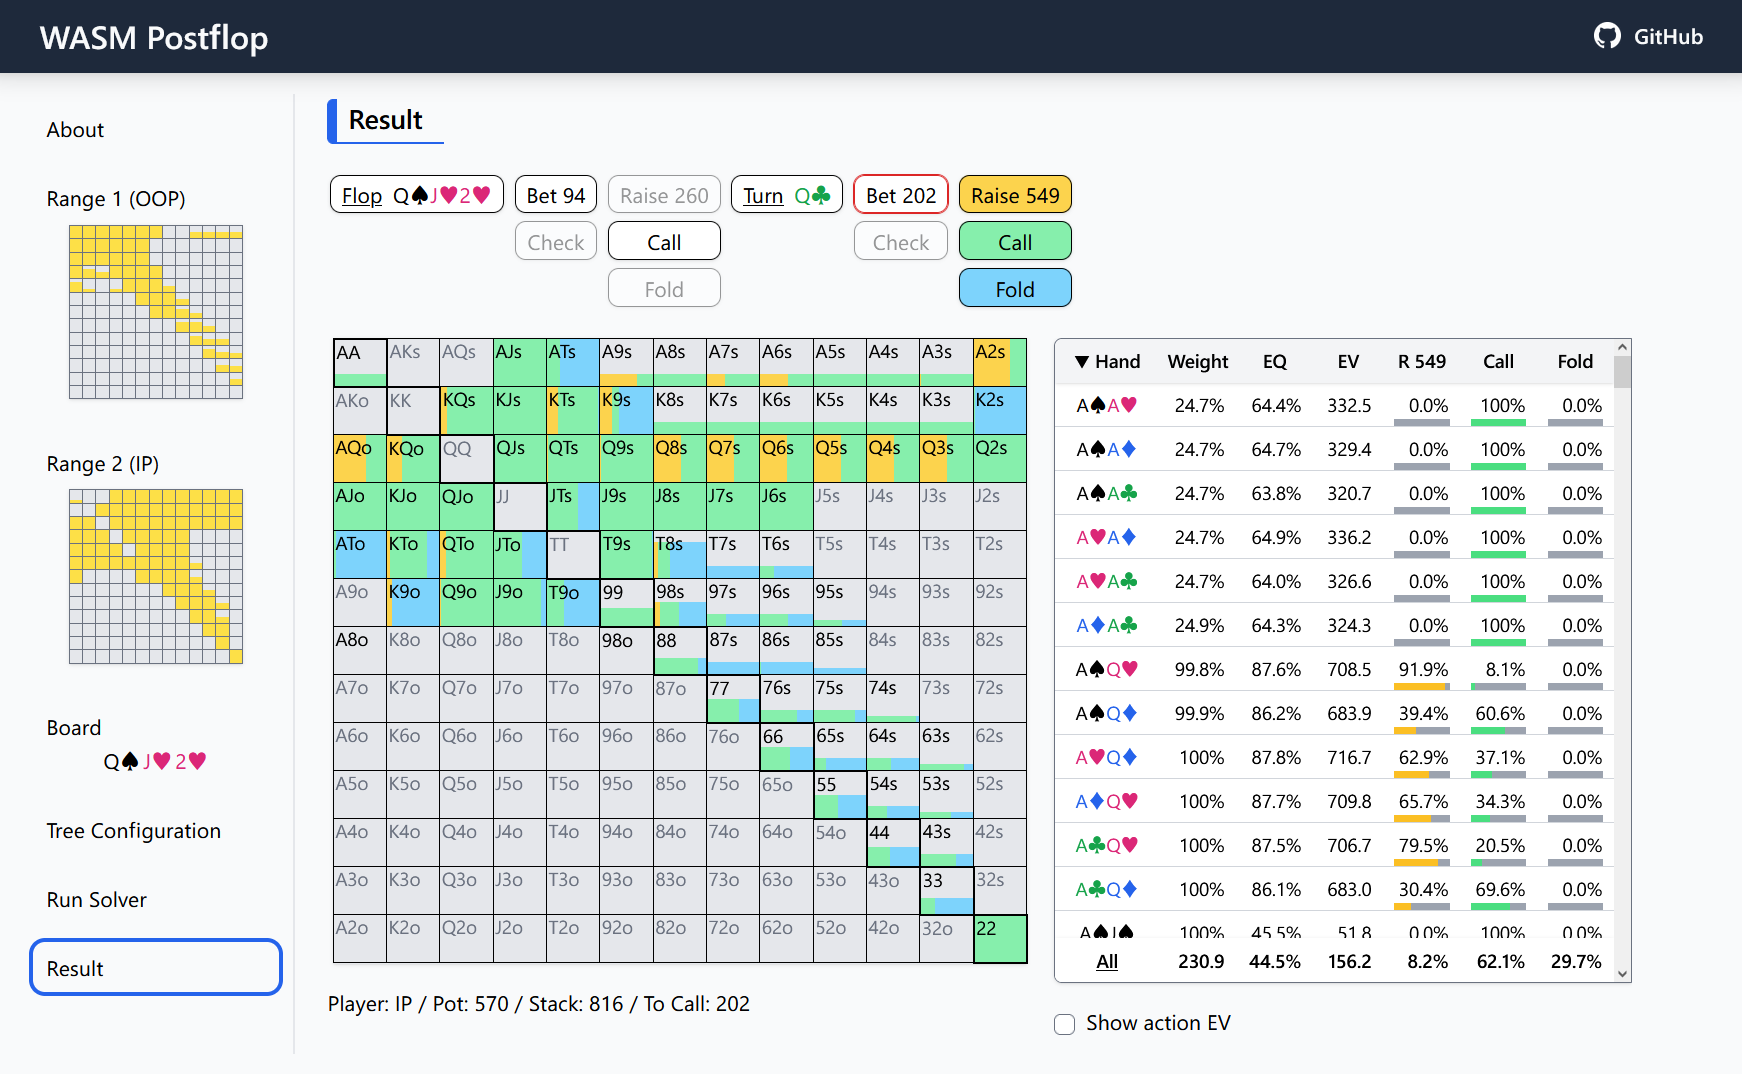 WASM Postflop
GitHub
About
Range 1 (OOP)
Range 2 (IP)
Board
Q♠J♥2♥
Tree Configuration
Run Solver
Result
Result
Flop Q♠J♥2♥ Bet 94 Raise 260 Turn Q♣ Bet 202 Raise 549
Check Call Check Call
Fold Fold
AA AKs AQs AJs ATs A9s A8s A7s A6s A5s A4s A3s A2s
AKo KK KQs KJs KTs K9s K8s K7s K6s K5s K4s K3s K2s
AQo KQo QQ QJs QTs Q9s Q8s Q7s Q6s Q5s Q4s Q3s Q2s
AJo KJo QJo JJ JTs J9s J8s J7s J6s J5s J4s J3s J2s
ATo KTo QTo JTo TT T9s T8s T7s T6s T5s T4s T3s T2s
A9o K9o Q9o J9o T9o 99 98s 97s 96s 95s 94s 93s 92s
A8o K8o Q8o J8o T8o 98o 88 87s 86s 85s 84s 83s 82s
A7o K7o Q7o J7o T7o 97o 87o 77 76s 75s 74s 73s 72s
A6o K6o Q6o J6o T6o 96o 86o 76o 66 65s 64s 63s 62s
A5o K5o Q5o J5o T5o 95o 85o 75o 65o 55 54s 53s 52s
A4o K4o Q4o J4o T4o 94o 84o 74o 64o 54o 44 43s 42s
A3o K3o Q3o J3o T3o 93o 83o 73o 63o 53o 43o 33 32s
A2o K2o Q2o J2o T2o 92o 82o 72o 62o 52o 42o 32o 22
Player: IP / Pot: 570 / Stack: 816 / To Call: 202
▼ Hand Weight EQ EV R 549 Call Fold
A♠A♥ 24.7% 64.4% 332.5 0.0% 100% 0.0%
A♠A♦ 24.7% 64.7% 329.4 0.0% 100% 0.0%
A♠A♣ 24.7% 63.8% 320.7 0.0% 100% 0.0%
A♥A♦ 24.7% 64.9% 336.2 0.0% 100% 0.0%
A♥A♣ 24.7% 64.0% 326.6 0.0% 100% 0.0%
A♦A♣ 24.9% 64.3% 324.3 0.0% 100% 0.0%
A♠Q♥ 99.8% 87.6% 708.5 91.9% 8.1% 0.0%
A♠Q♦ 99.9% 86.2% 683.9 39.4% 60.6% 0.0%
A♥Q♦ 100% 87.8% 716.7 62.9% 37.1% 0.0%
A♦Q♥ 100% 87.7% 709.8 65.7% 34.3% 0.0%
A♣Q♥ 100% 87.5% 706.7 79.5% 20.5% 0.0%
A♣Q♦ 100% 86.1% 683.0 30.4% 69.6% 0.0%
A♠J♠ 100% 45.5% 51.8 0.0% 100% 0.0%
All 230.9 44.5% 156.2 8.2% 62.1% 29.7%
Show action EV